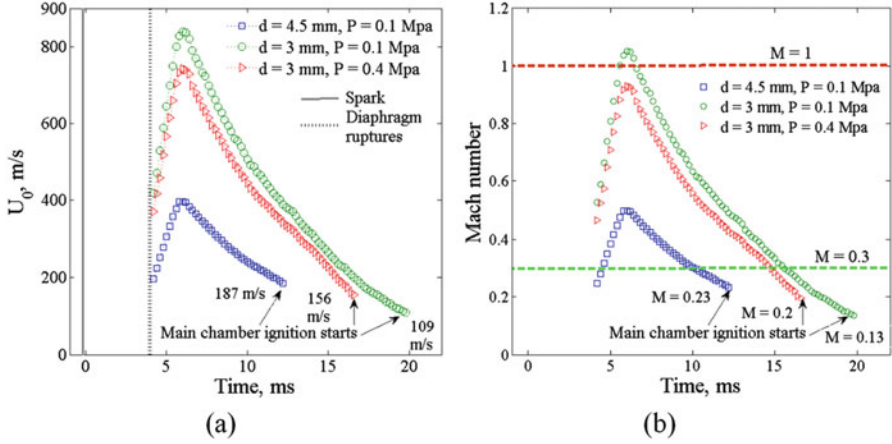 900
800
600
400
200
0
U₀, m/s
d = 4.5 mm, P = 0.1 Mpa
d = 3 mm, P = 0.1 Mpa
d = 3 mm, P = 0.4 Mpa
Spark
Diaphragm
ruptures
187 m/s
156
m/s
Main chamber ignition starts
109
m/s
0
5
10
15
20
Time, ms
(a)
1.2
1
0.8
0.6
0.4
0.2
0
Mach number
M = 1
d = 4.5 mm, P = 0.1 Mpa
d = 3 mm, P = 0.1 Mpa
d = 3 mm, P = 0.4 Mpa
M = 0.3
M = 0.23
M = 0.2
Main chamber ignition starts
M = 0.13
0
5
10
15
20
Time, ms
(b)